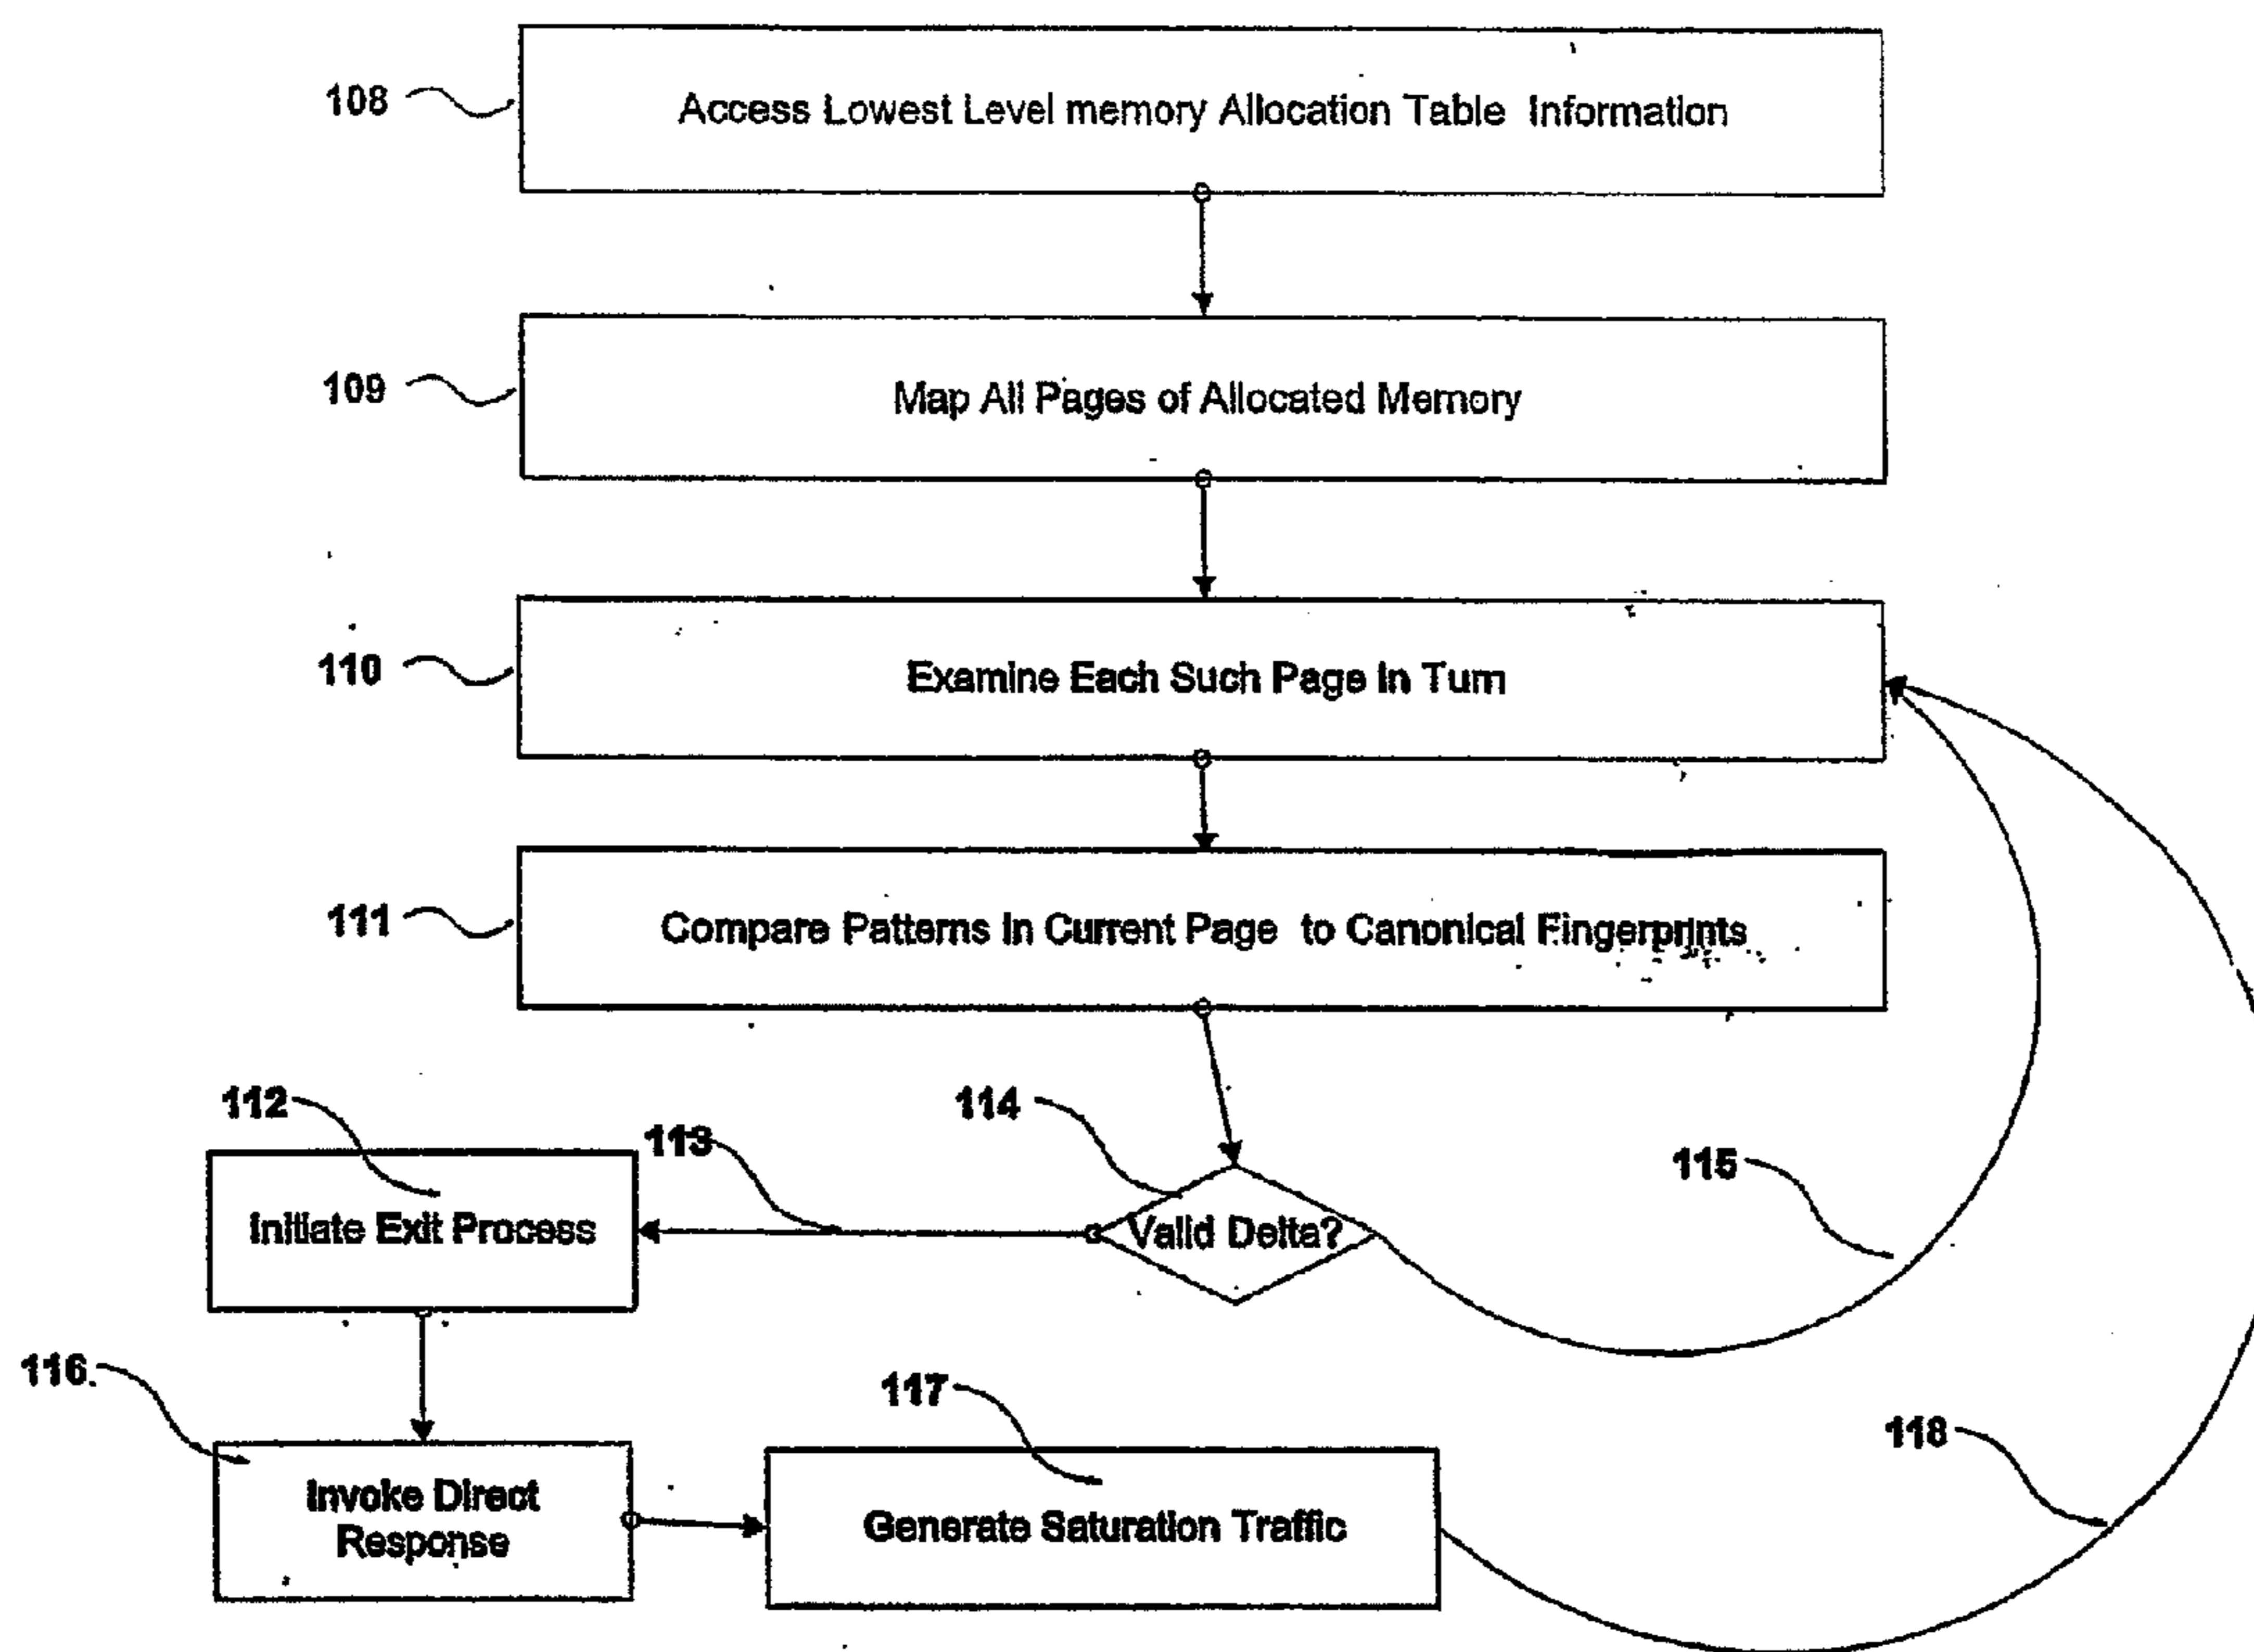 108
Access Lowest Level memory Allocation Table Information
109
Map All Pages of Allocated Memory
110
Examine Each Such Page In Turn
111
Compare Patterns In Current Page to Canonical Fingerprints
112
113
114
115
Initiate Exit Process
Valid Delta?
116.
117
118
Invoke Direct
Response
Generate Saturation Traffic